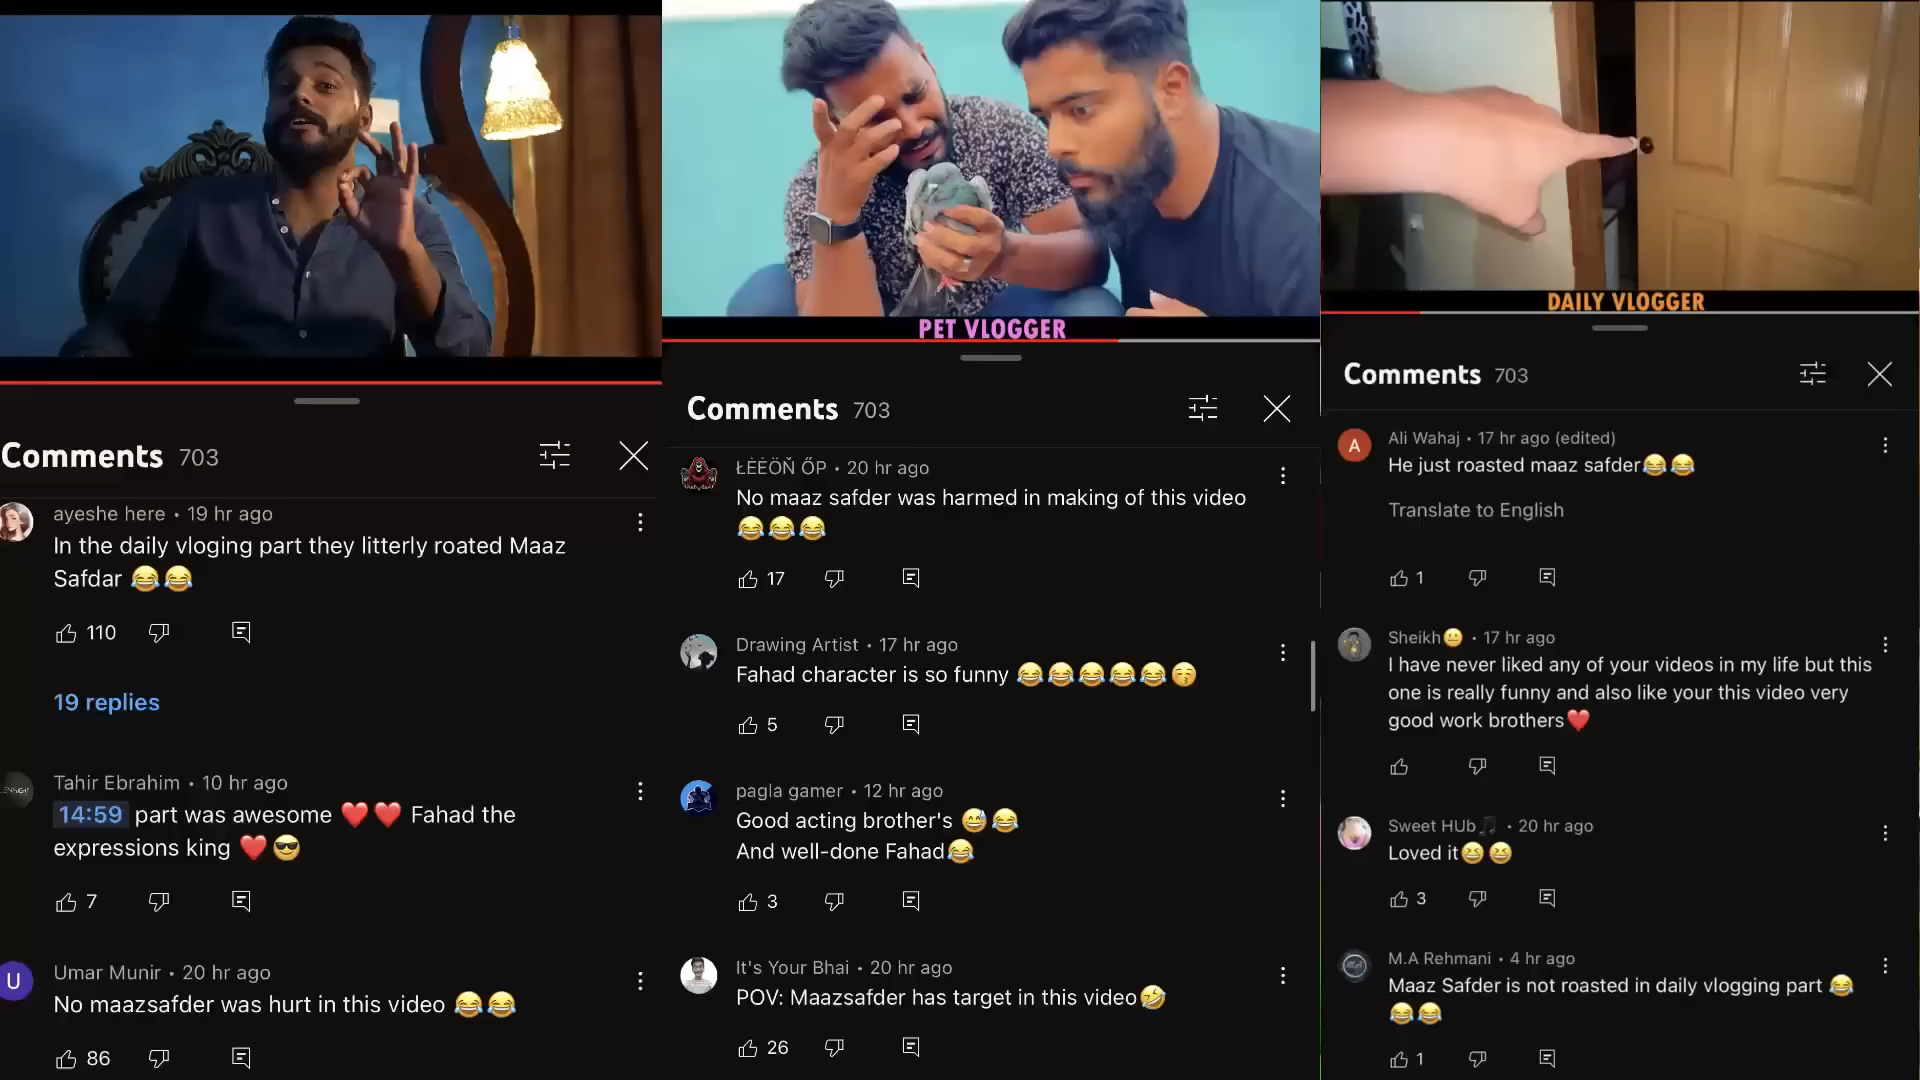 Comments 703
ayeshe here • 19 hr ago
In the daily vloging part they litterly roated Maaz
Safdar 😂😂
110
19 replies
Tahir Ebrahim • 10 hr ago
14:59 part was awesome ❤️❤️ Fahad the
expressions king ❤️😎
7
U
Umar Munir • 20 hr ago
No maazsafder was hurt in this video 😂😂
86
PET VLOGGER
Comments 703
ŁĖĖÖŇ ŐP • 20 hr ago
No maaz safder was harmed in making of this video
😂😂😂
17
Drawing Artist • 17 hr ago
Fahad character is so funny 😂😂😂😂😂😚
5
pagla gamer • 12 hr ago
Good acting brother's 😅😂
And well-done Fahad😂
3
It's Your Bhai • 20 hr ago
POV: Maazsafder has target in this video🤣
26
DAILY VLOGGER
Comments 703
A
Ali Wahaj • 17 hr ago (edited)
He just roasted maaz safder😂😂
Translate to English
1
Sheikh😐 • 17 hr ago
I have never liked any of your videos in my life but this
one is really funny and also like your this video very
good work brothers❤️
Sweet HUb🎵 • 20 hr ago
Loved it😆😆
3
M.A Rehmani • 4 hr ago
Maaz Safder is not roasted in daily vlogging part 😂
😂😂
1